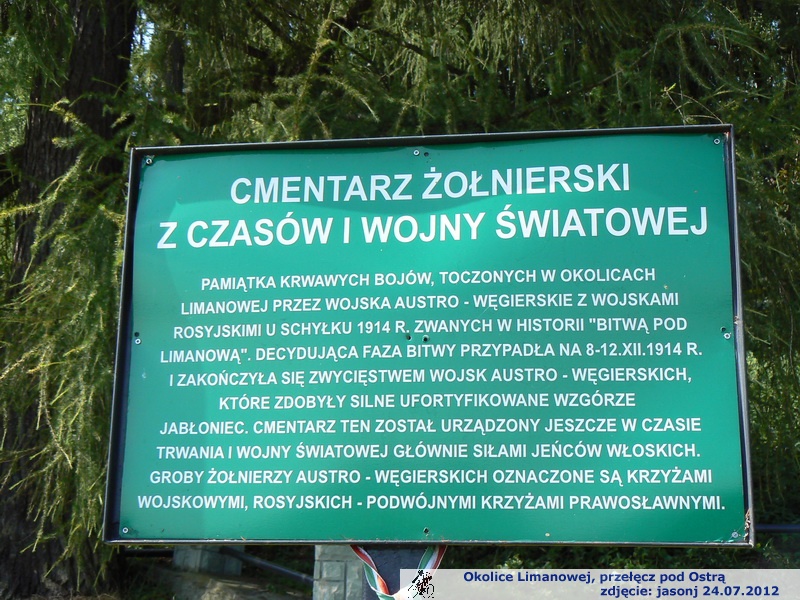 CMENTARZ ŻOŁNIERSKI
Z CZASÓW I WOJNY ŚWIATOWEJ
PAMIĄTKA KRWAWYCH BOJÓW, TOCZONYCH W OKOLICACH
LIMANOWEJ PRZEZ WOJSKA AUSTRO - WĘGIERSKIE Z WOJSKAMI
ROSYJSKIMI U SCHYŁKU 1914 R. ZWANYCH W HISTORII "BITWĄ POD
LIMANOWĄ". DECYDUJĄCA FAZA BITWY PRZYPADŁA NA 8-12.XII.1914 R.
I ZAKOŃCZYŁA SIĘ ZWYCIĘSTWEM WOJSK AUSTRO - WĘGIERSKICH,
KTÓRE ZDOBYŁY SILNE UFORTYFIKOWANE WZGÓRZE
JABŁONIEC. CMENTARZ TEN ZOSTAŁ URZĄDZONY JESZCZE W CZASIE
TRWANIA I WOJNY ŚWIATOWEJ GŁÓWNIE SIŁAMI JEŃCÓW WŁOSKICH.
GROBY ŻOŁNIERZY AUSTRO - WĘGIERSKICH OZNACZONE SĄ KRZYŻAMI
WOJSKOWYMI, ROSYJSKICH - PODWÓJNYMI KRZYŻAMI PRAWOSŁAWNYMI.
Okolice Limanowej, przełęcz pod Ostrą
zdjęcie: jasonj 24.07.2012